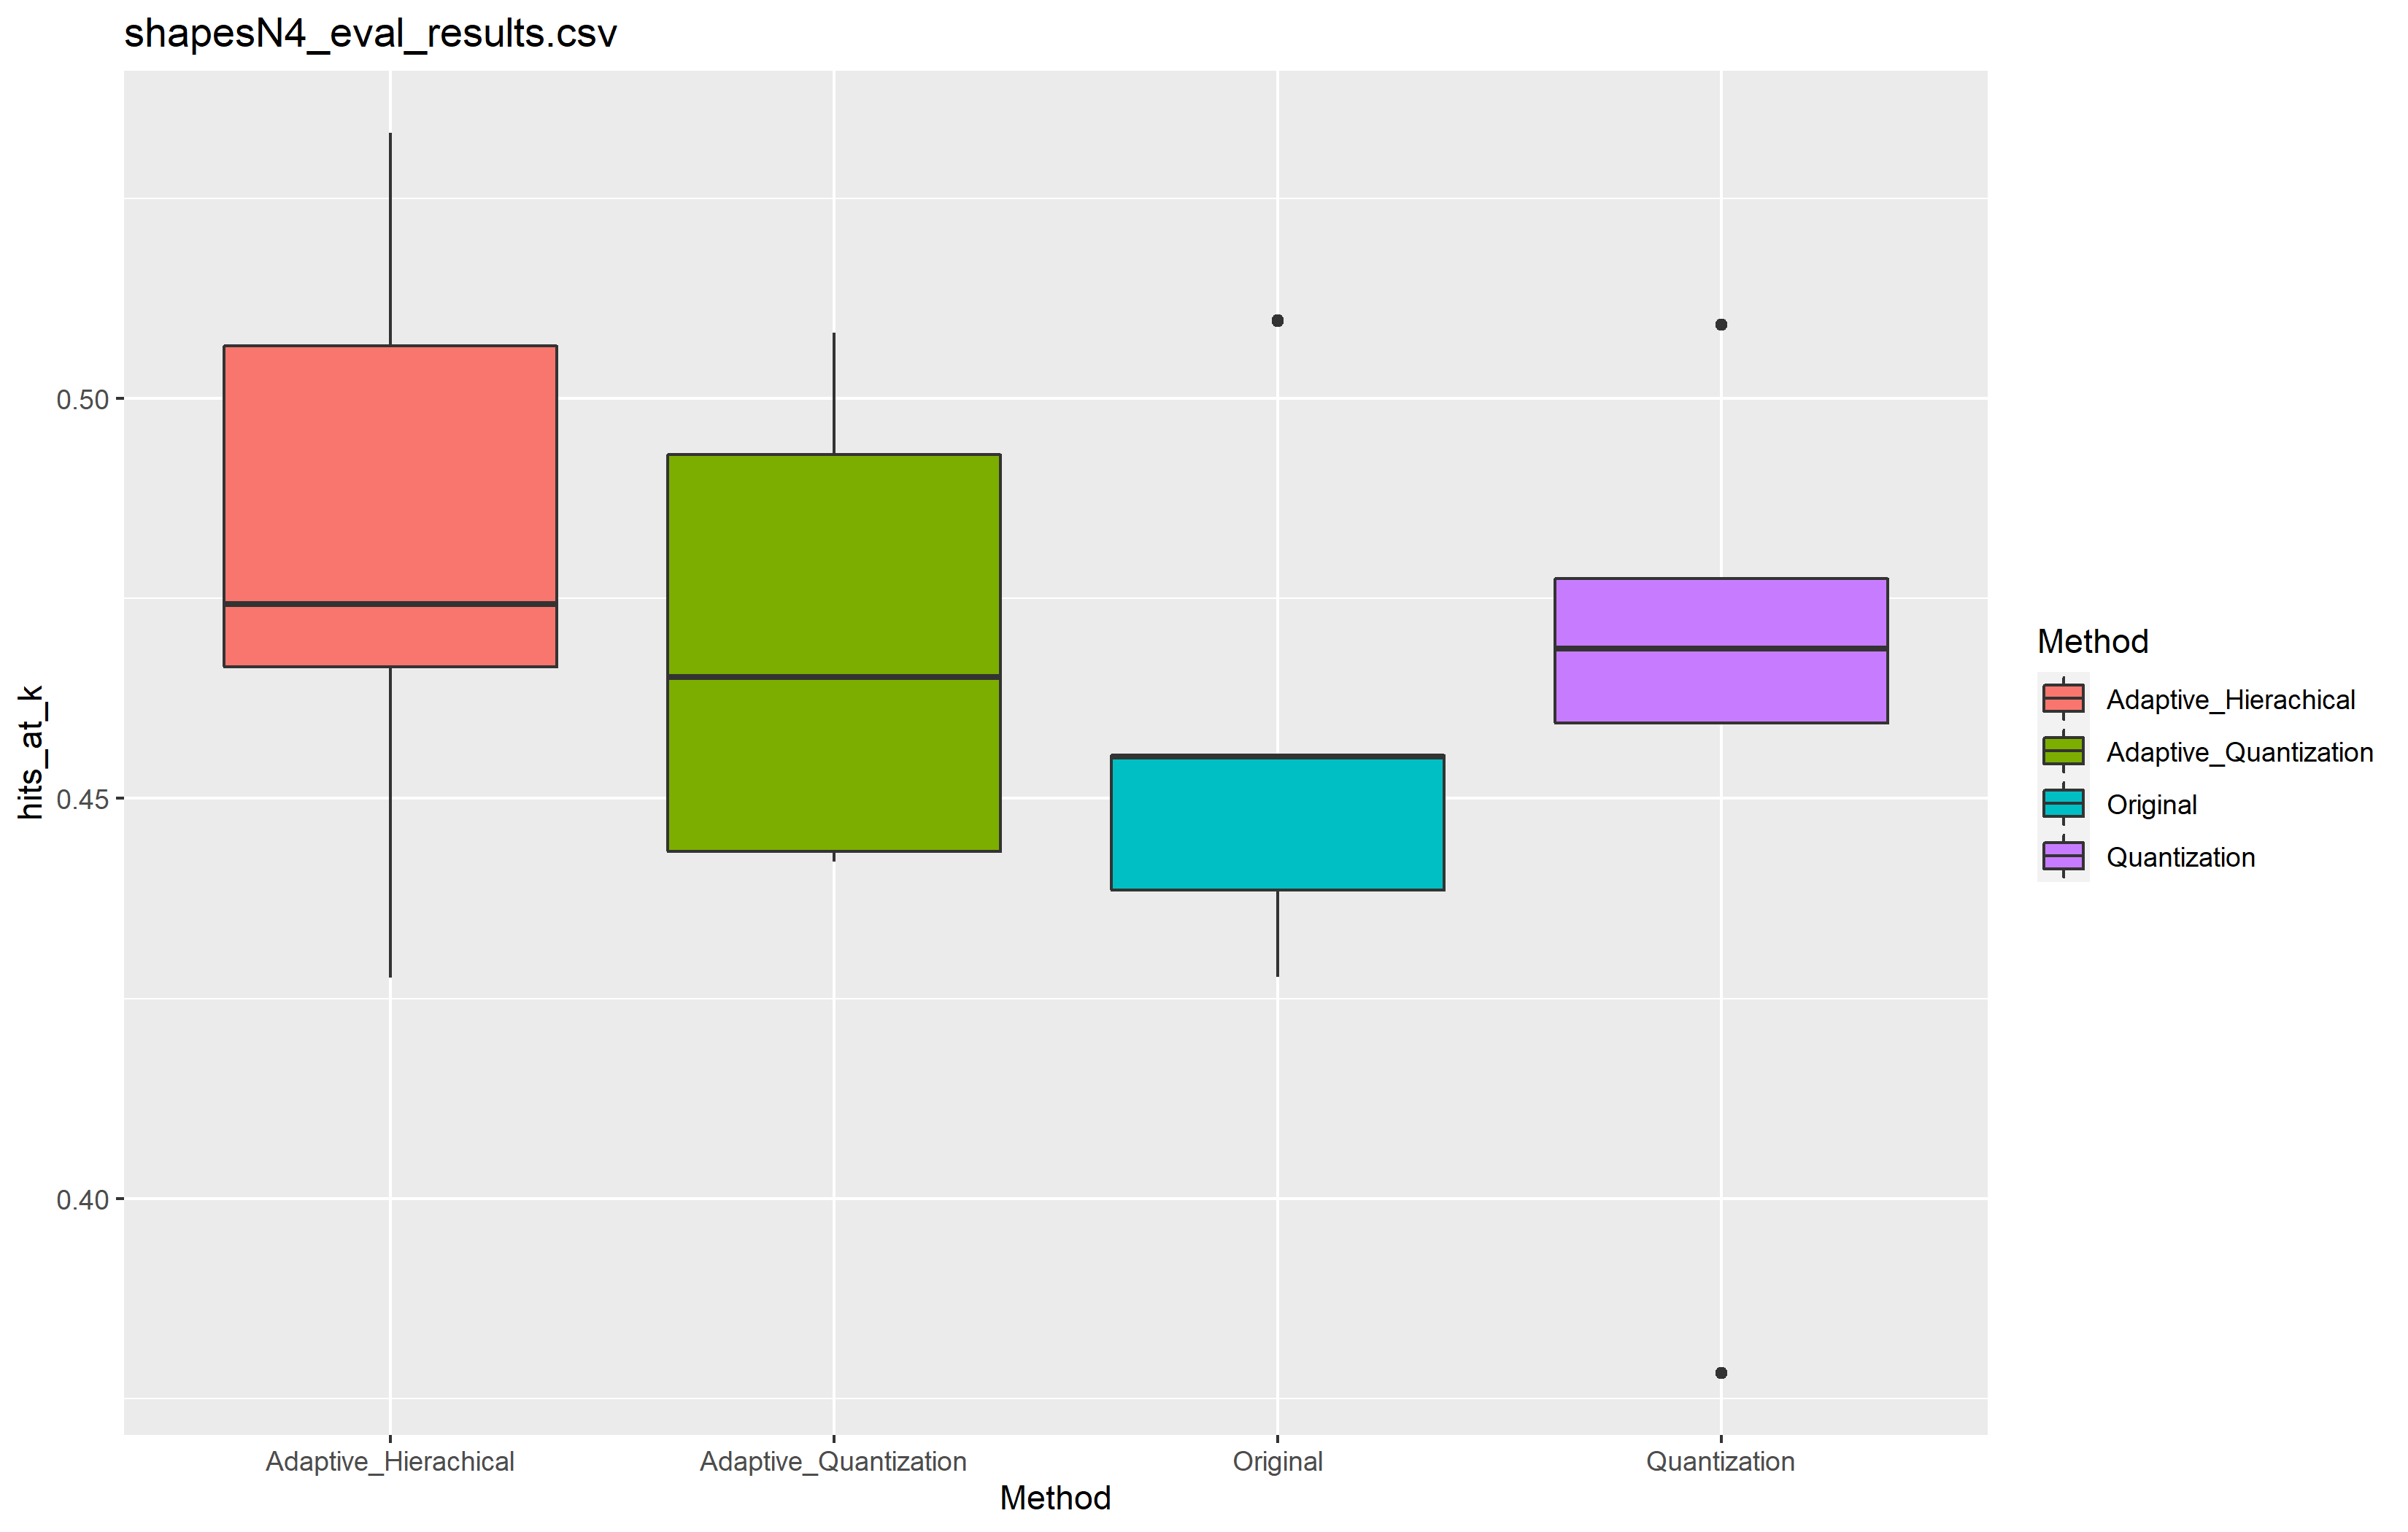 shapesN4_eval_results.csv
hits_at_k
0.50
0.45
0.40
Adaptive_Hierachical
Adaptive_Quantization
Original
Quantization
Method
Method
Adaptive_Hierachical
Adaptive_Quantization
Original
Quantization